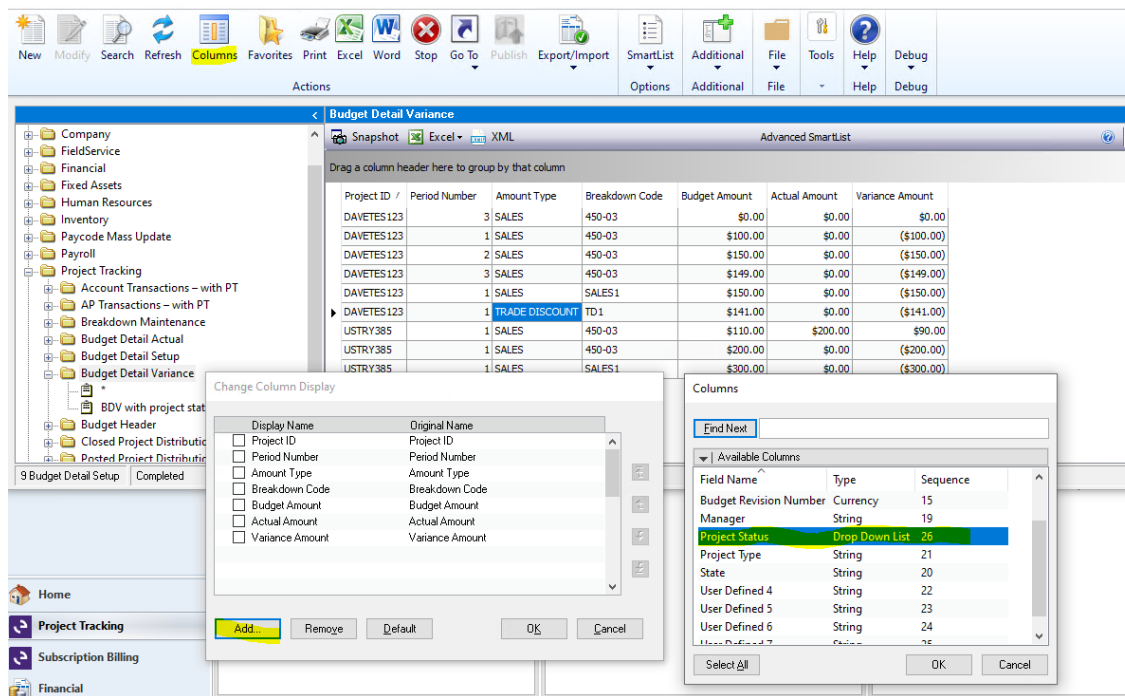 New Modify Search Refresh Columns Favorites Print Excel Word Stop Go To Publish Export/Import SmartList Additional File Tools Help Debug
Actions Options Additional File Help Debug
< Budget Detail Variance
Snapshot Excel XML Advanced SmartList
Drag a column header here to group by that column
Project ID / Period Number Amount Type Breakdown Code Budget Amount Actual Amount Variance Amount
DAVETES123 3 SALES 450-03 $0.00 $0.00 $0.00
DAVETES123 1 SALES 450-03 $100.00 $0.00 ($100.00)
DAVETES123 2 SALES 450-03 $150.00 $0.00 ($150.00)
DAVETES123 3 SALES 450-03 $149.00 $0.00 ($149.00)
DAVETES123 1 SALES SALES1 $150.00 $0.00 ($150.00)
DAVETES123 1 TRADE DISCOUNT TD1 $141.00 $0.00 ($141.00)
USTRY385 1 SALES 450-03 $110.00 $200.00 $90.00
USTRY385 1 SALES 450-03 $200.00 $0.00 ($200.00)
USTRY385 1 SALES SALES1 $300.00 $0.00 ($300.00)
Company
FieldService
Financial
Fixed Assets
Human Resources
Inventory
Paycode Mass Update
Payroll
Project Tracking
Account Transactions – with PT
AP Transactions – with PT
Breakdown Maintenance
Budget Detail Actual
Budget Detail Setup
Budget Detail Variance
*
BDV with project stat
Budget Header
Closed Project Distributic
Posted Project Distributic
9 Budget Detail Setup Completed
Home
Project Tracking
Subscription Billing
Financial
Change Column Display
Display Name Original Name
Project ID Project ID
Period Number Period Number
Amount Type Amount Type
Breakdown Code Breakdown Code
Budget Amount Budget Amount
Actual Amount Actual Amount
Variance Amount Variance Amount
Add... Remove Default OK Cancel
Columns
Find Next
Available Columns
Field Name Type Sequence
Budget Revision Number Currency 15
Manager String 19
Project Status Drop Down List 26
Project Type String 21
State String 20
User Defined 4 String 22
User Defined 5 String 23
User Defined 6 String 24
User Defined 7 String 25
Select All OK Cancel